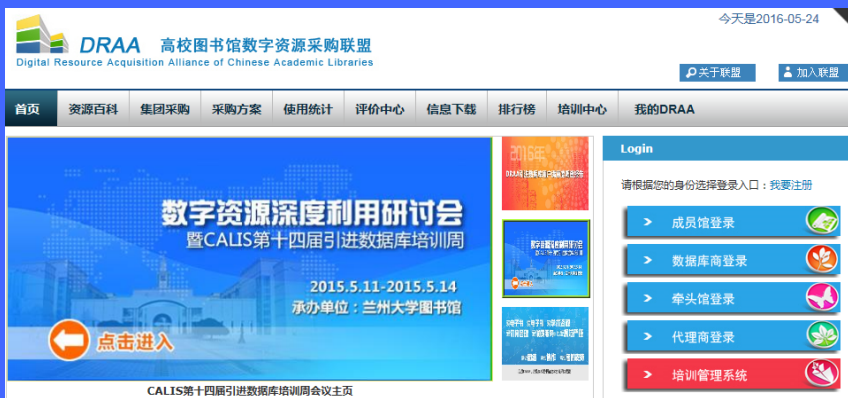 今天是2016-05-24
DRAA 高校图书馆数字资源采购联盟
Digital Resource Acquisition Alliance of Chinese Academic Libraries
关于联盟 加入联盟
首页 资源百科 集团采购 采购方案 使用统计 评价中心 信息下载 排行榜 培训中心 我的DRAA
数字资源深度利用研讨会
暨CALIS第十四届引进数据库培训周
2015.5.11-2015.5.14
承办单位：兰州大学图书馆
点击进入
CALIS第十四届引进数据库培训周会议主页
2016年
Login
请根据您的身份选择登录入口：我要注册
成员馆登录
数据库商登录
牵头馆登录
代理商登录
培训管理系统